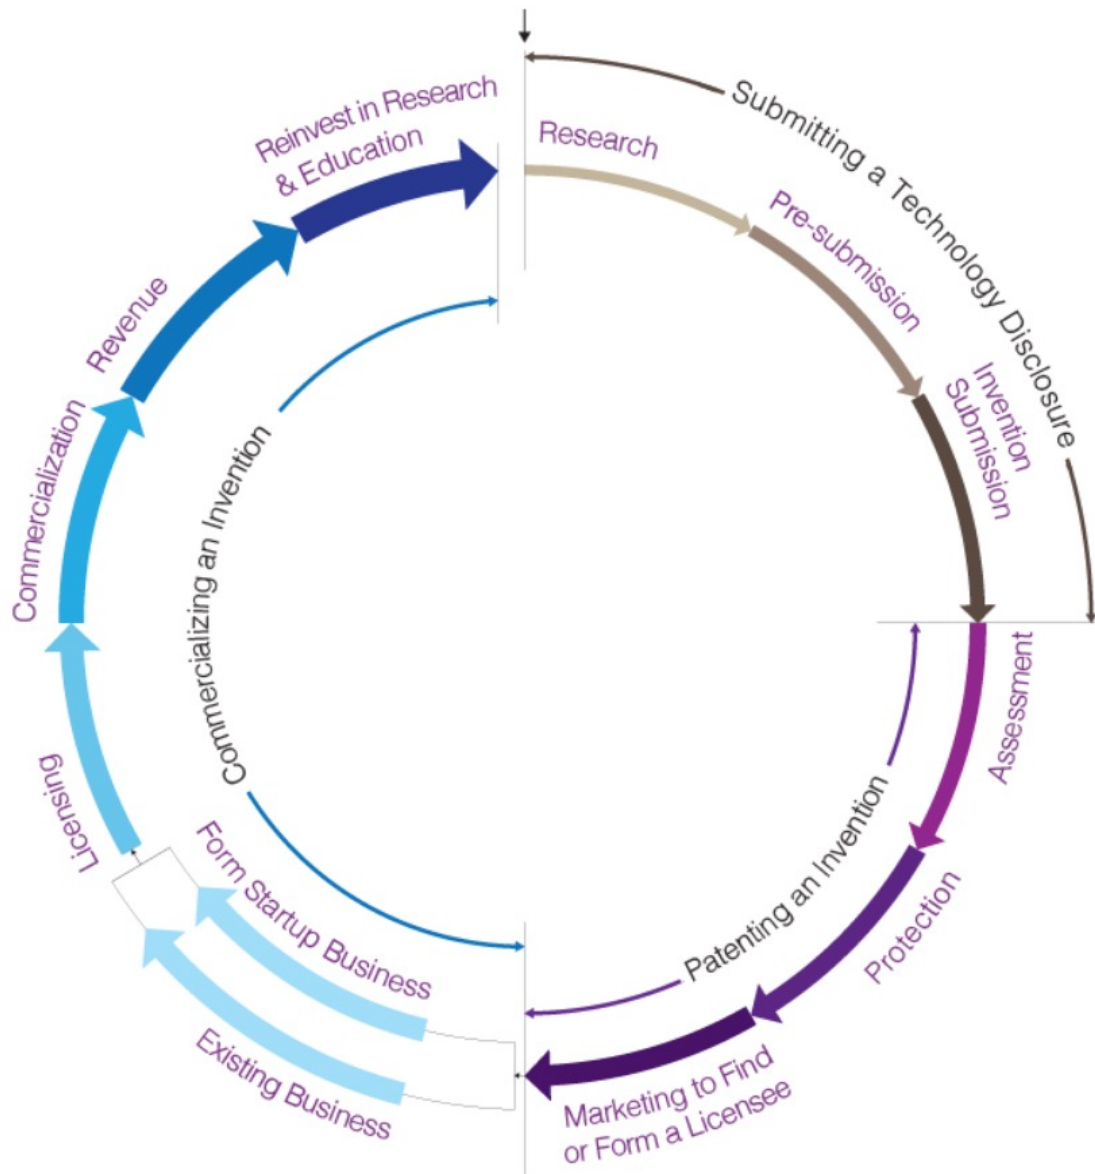 Research
Submitting a Technology Disclosure
Pre-submission
Invention
Submission
Assessment
Patenting an Invention
Protection
Marketing to Find
or Form a Licensee
Existing Business
Form Startup Business
Licensing
Commercializing an Invention
Commercialization
Revenue
Reinvest in Research
& Education